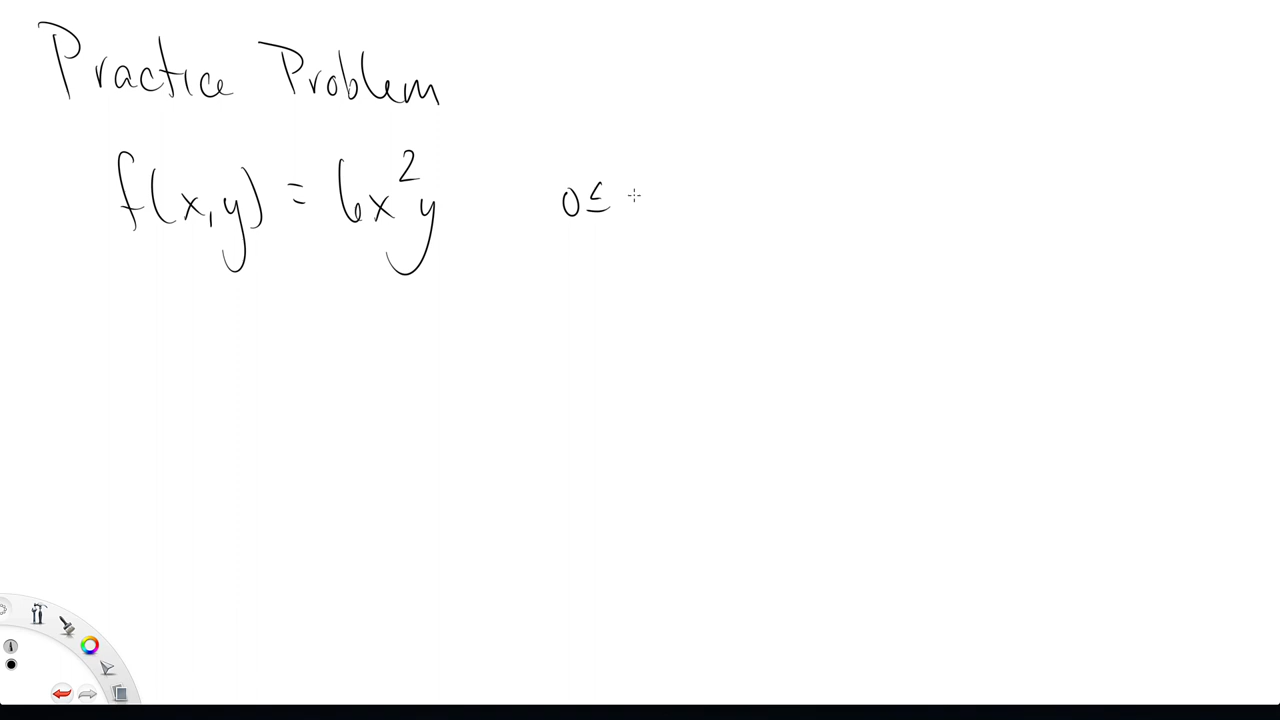 Practice Problem
f(x,y) = 6x²y 0≤